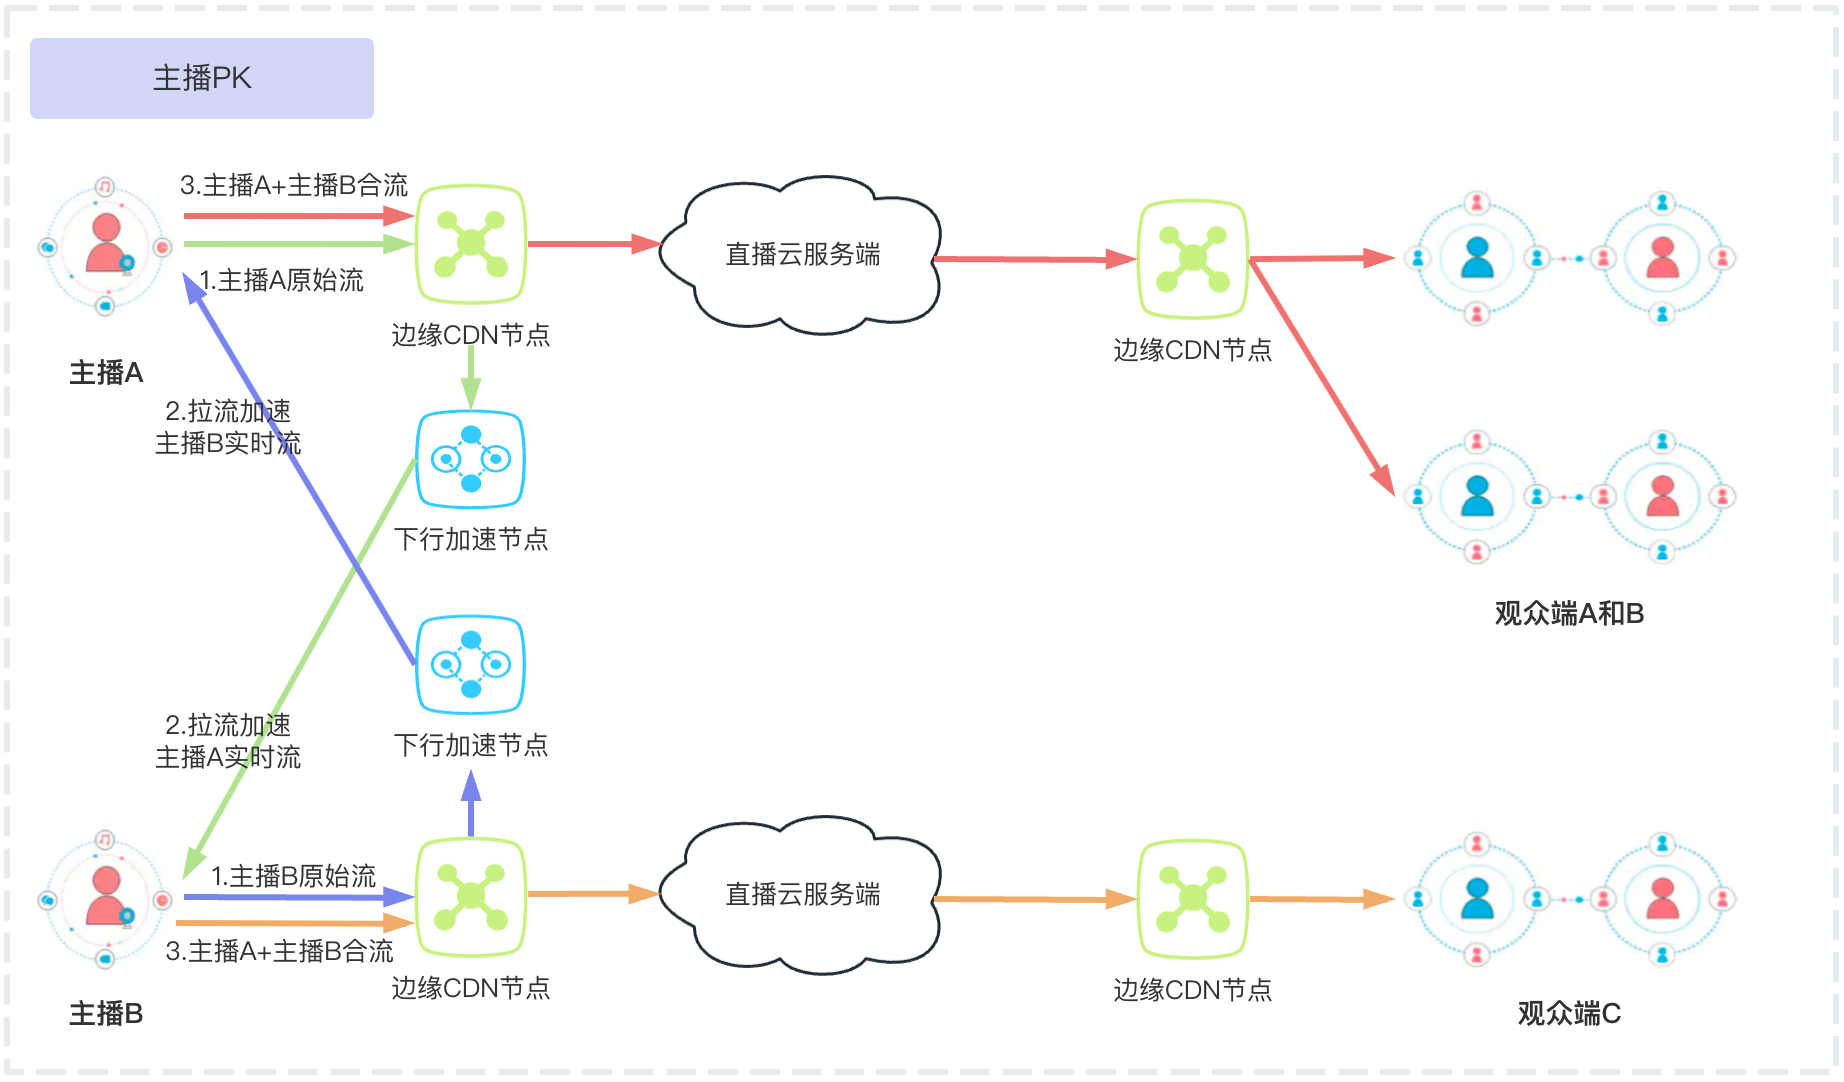 主播PK
3.主播A+主播B合流
1.主播A原始流
主播A
边缘CDN节点
直播云服务端
边缘CDN节点
2.拉流加速
主播B实时流
下行加速节点
观众端A和B
2.拉流加速
主播A实时流
下行加速节点
1.主播B原始流
3.主播A+主播B合流
主播B
边缘CDN节点
直播云服务端
边缘CDN节点
观众端C